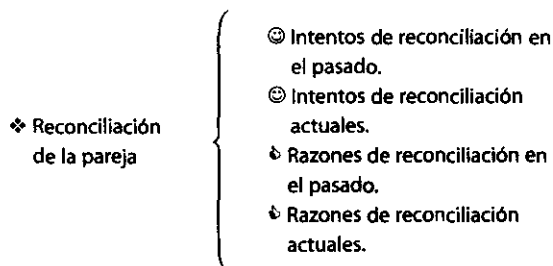 ❖ Reconciliación
de la pareja
☺ Intentos de reconciliación en
el pasado.
☺ Intentos de reconciliación
actuales.
👍 Razones de reconciliación en
el pasado.
👍 Razones de reconciliación
actuales.